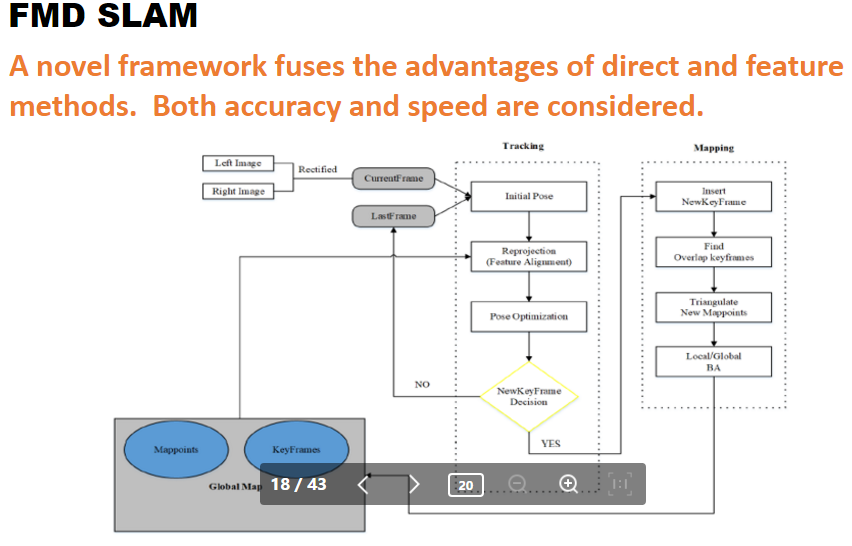 FMD SLAM
A novel framework fuses the advantages of direct and feature
methods. Both accuracy and speed are considered.
Tracking
Mapping
Left Image
Right Image
Rectified
CurrentFrame
LastFrame
Initial Pose
Reprojection
(Feature Alignment)
Pose Optimization
NewKeyFrame
Decision
NO
YES
Insert
NewKeyFrame
Find
Overlap keyframes
Triangulate
New Mappoints
Local/Global
BA
Mappoints
KeyFrames
Global Map
18 / 43
20
1:1